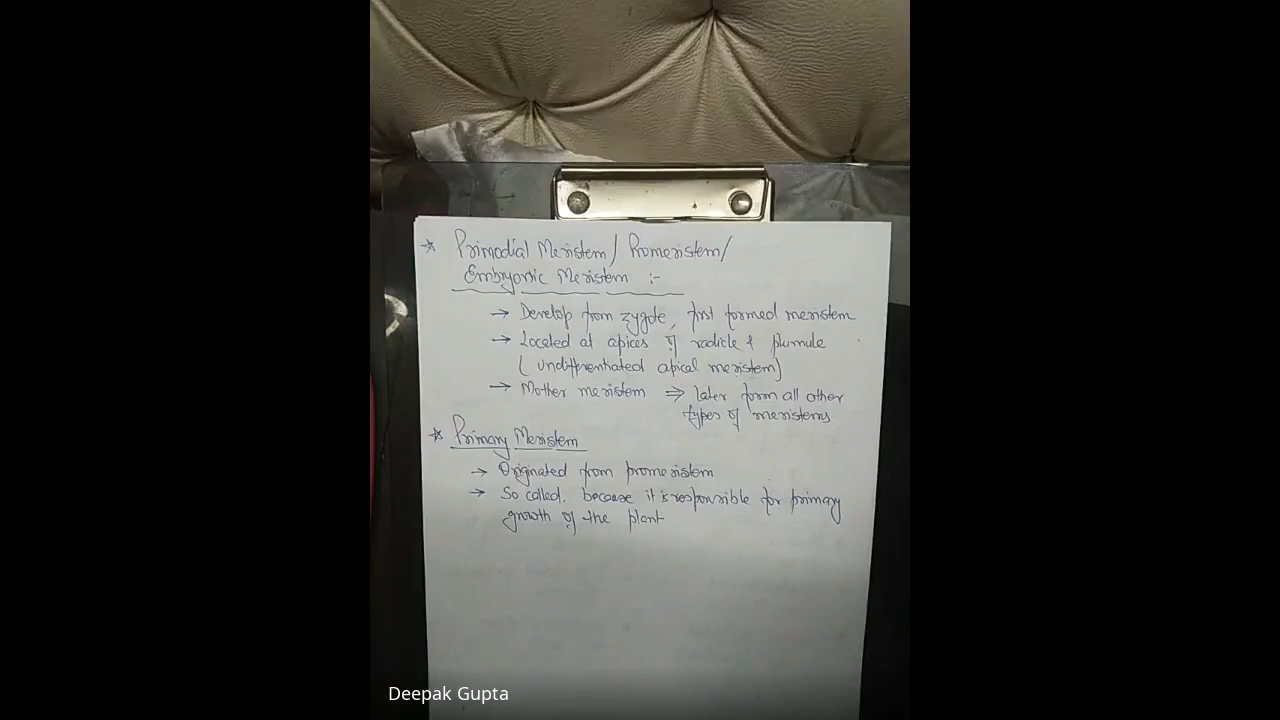 ☆ Primodial Meristem / Promeristem /
Embryonic Meristem :-
→ Develop from zygote, first formed meristem
→ Located at apices of radicle & plumule
( undifferentiated apical meristem)
→ Mother meristem ⇒ later form all other
types of meristems
☆ Primary Meristem
→ Originated from promeristem
→ So called. because it is responsible for primary
growth of the plant
Deepak Gupta